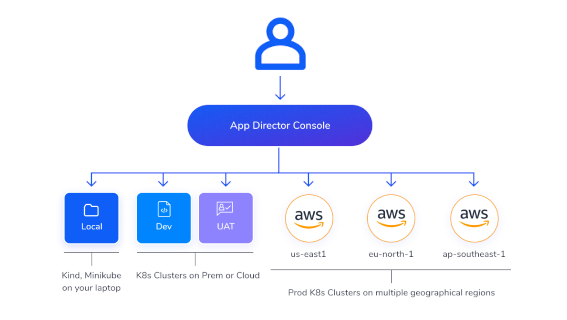 App Director Console
Local
Dev
UAT
aws
aws
aws
us-east1
eu-north-1
ap-southeast-1
Kind, Minikube
on your laptop
K8s Clusters on Prem or Cloud
Prod K8s Clusters on multiple geographical regions